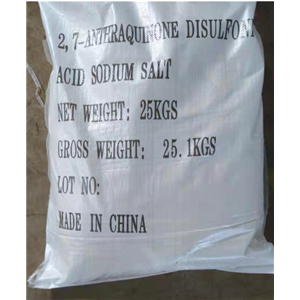 2,7-ANTHRAQUINONE DISULFONI
ACID SODIUM SALT
NET WEIGHT: 25KGS
GROSS WEIGHT: 25.1KGS
LOT NO:
MADE IN CHINA